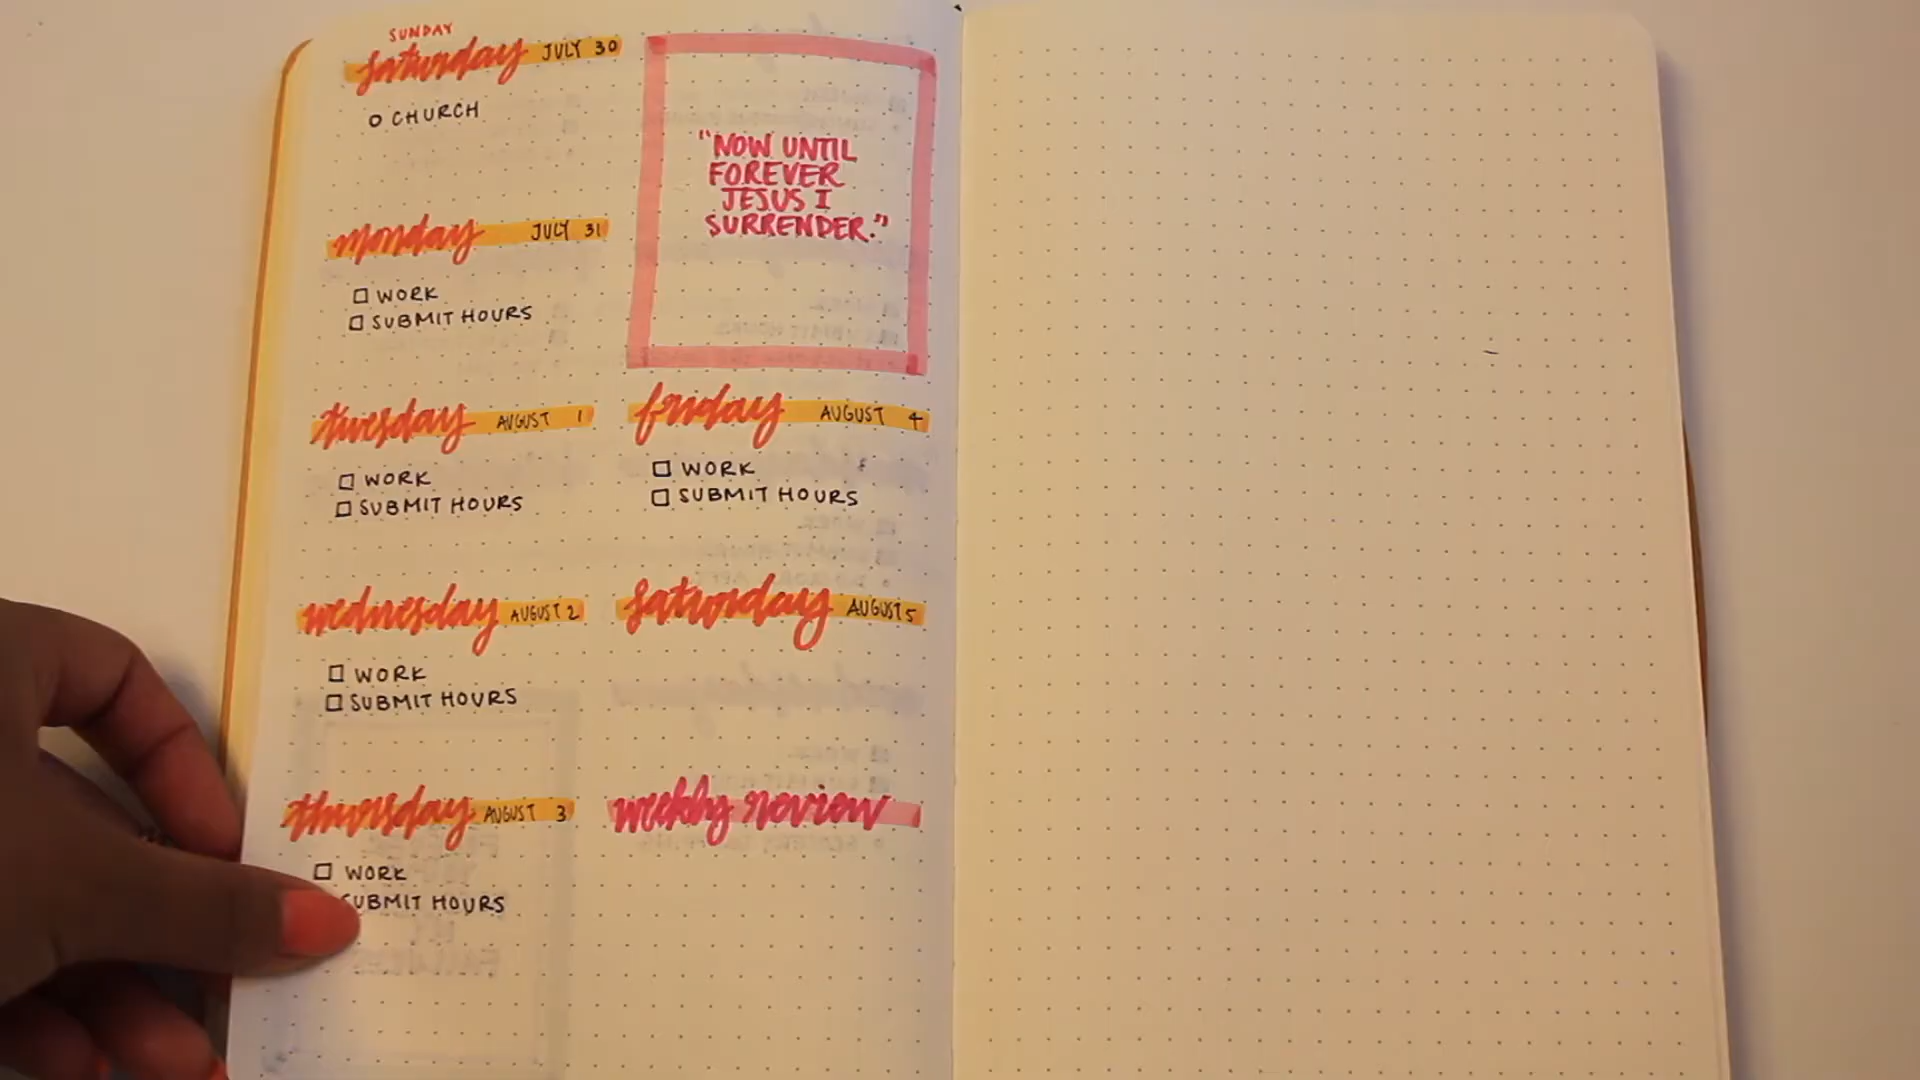 SUNDAY
saturday JULY 30
CHURCH
monday JULY 31
WORK
SUBMIT HOURS
tuesday AUGUST 1
WORK
SUBMIT HOURS
wednesday AUGUST 2
WORK
SUBMIT HOURS
thursday AUGUST 3
WORK
SUBMIT HOURS
"NOW UNTIL
FOREVER
JESUS I
SURRENDER."
friday AUGUST 4
WORK
SUBMIT HOURS
saturday AUGUST 5
weekly review